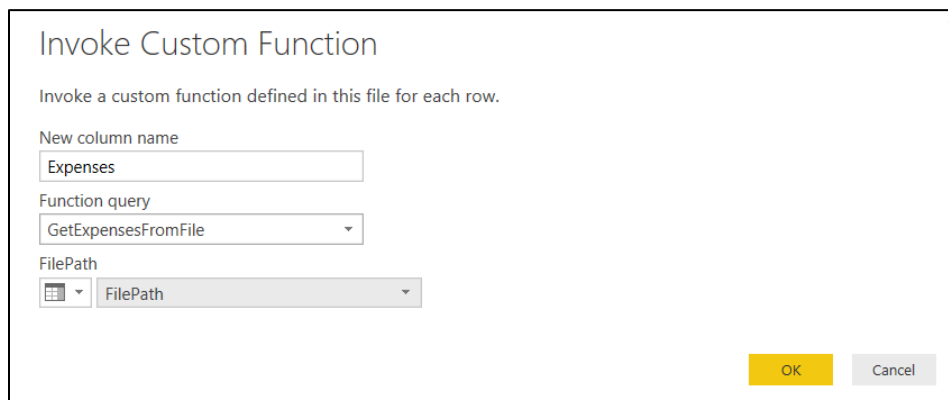 Invoke Custom Function
Invoke a custom function defined in this file for each row.
New column name
Expenses
Function query
GetExpensesFromFile
FilePath
FilePath
OK Cancel